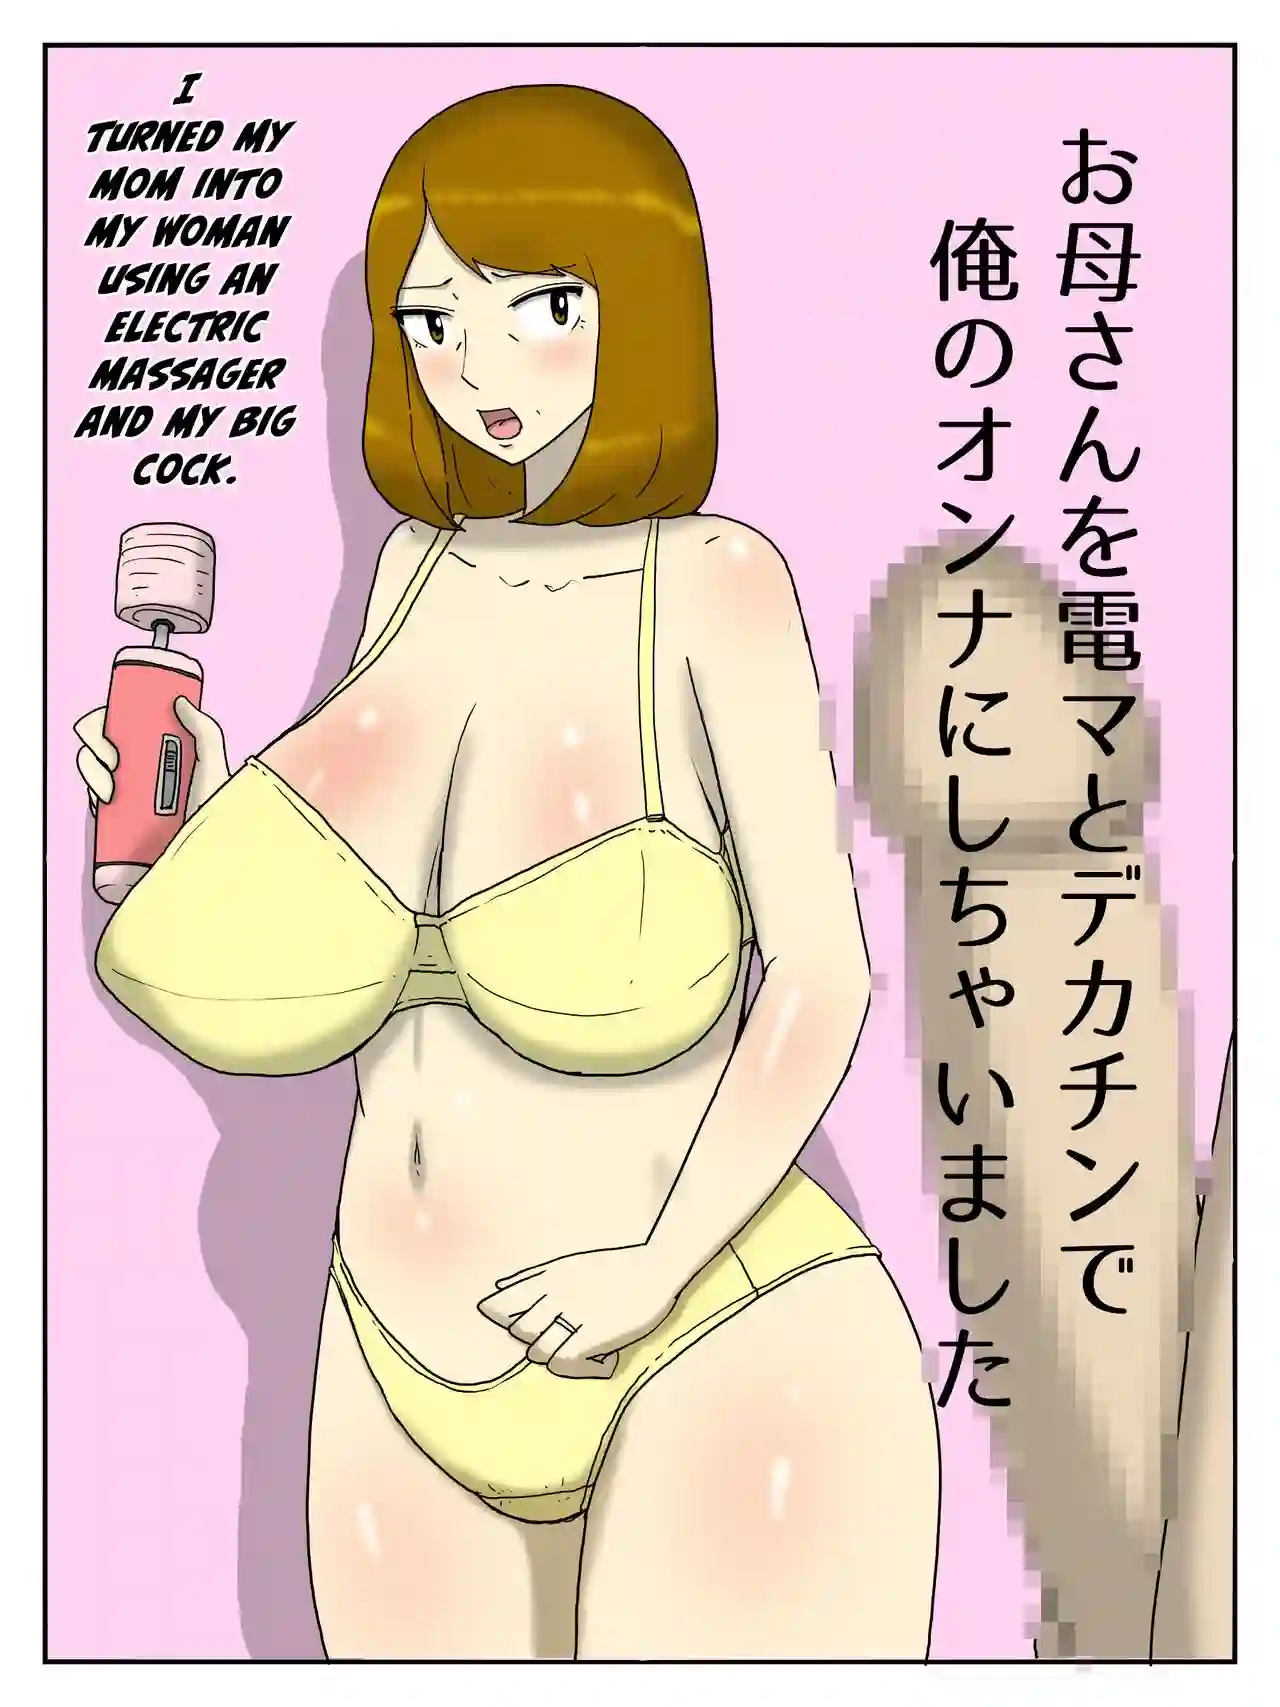 I
TURNED MY
MOM INTO
MY WOMAN
USING AN
ELECTRIC
MASSAGER
AND MY BIG
COCK.
お母さんを電マとデカチンで
俺のオンナにしちゃいました